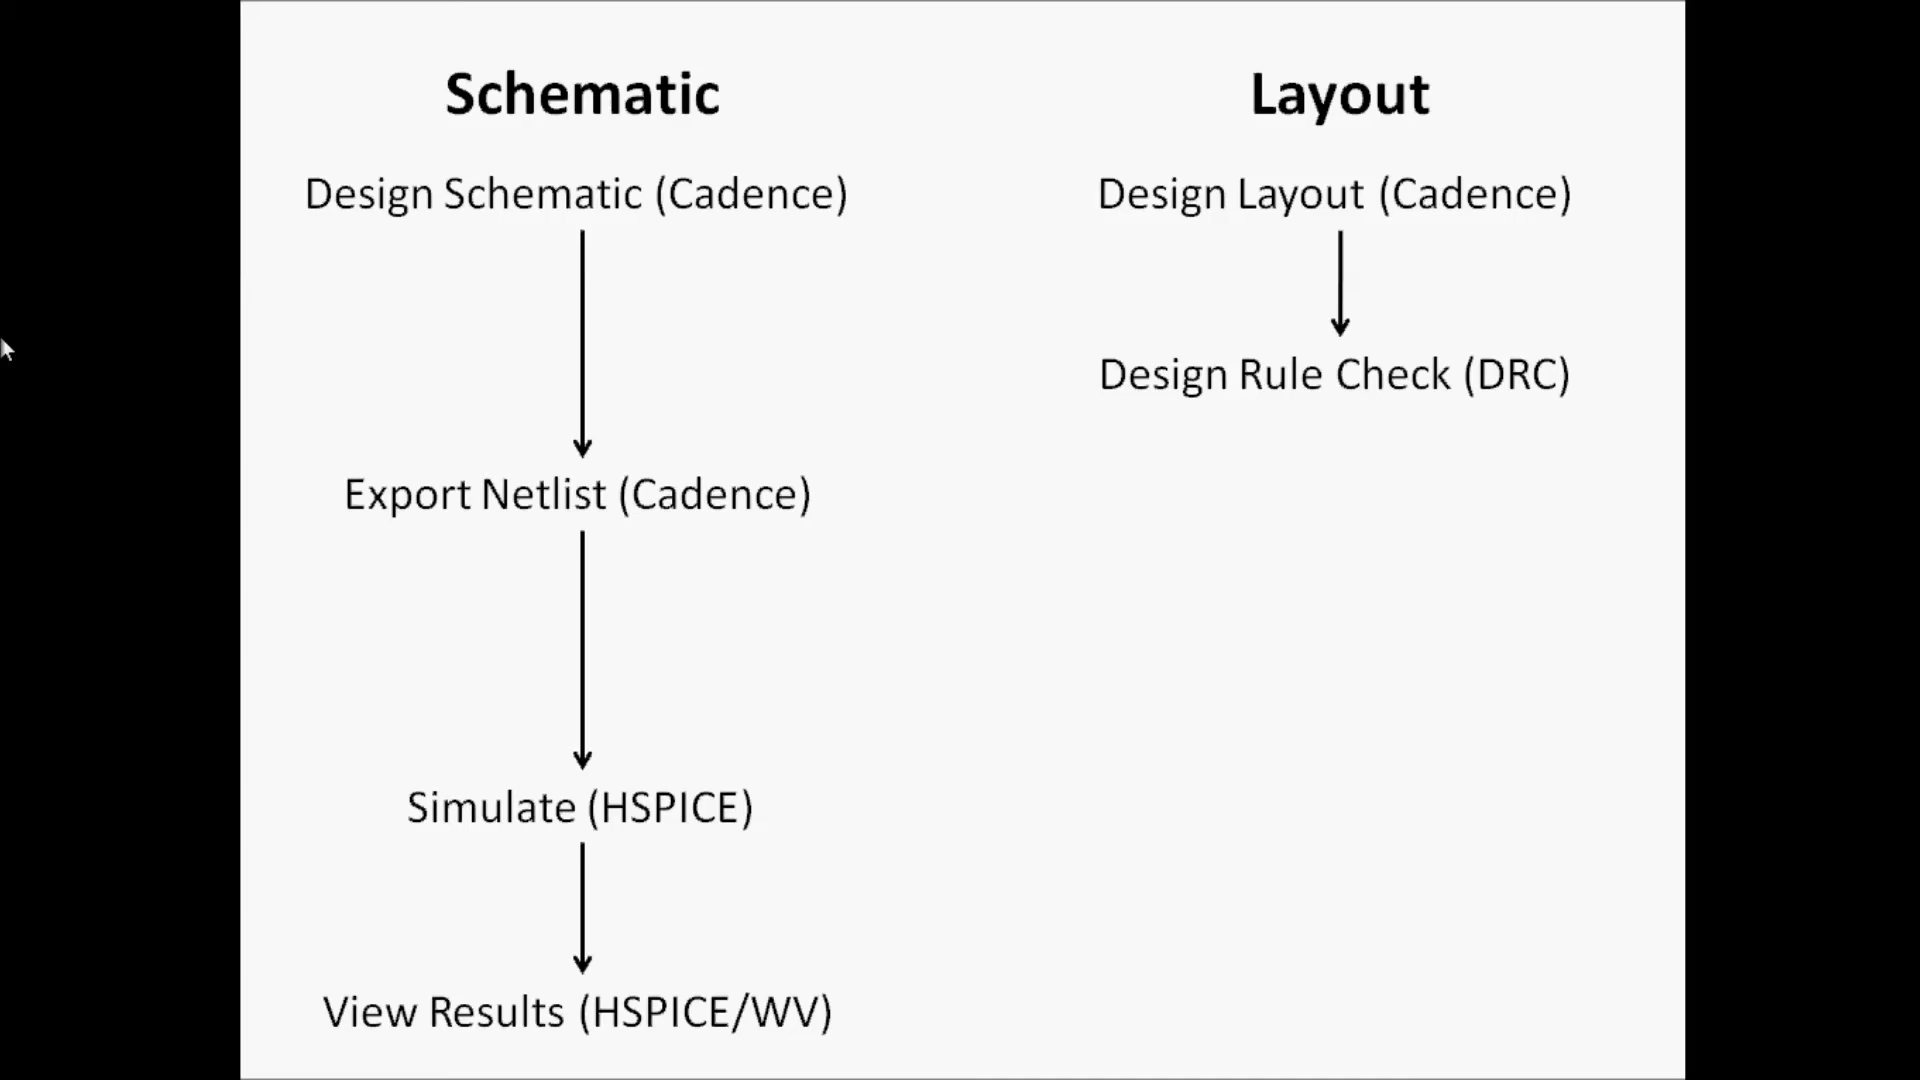 Schematic
Design Schematic (Cadence)
Export Netlist (Cadence)
Simulate (HSPICE)
View Results (HSPICE/WV)
Layout
Design Layout (Cadence)
Design Rule Check (DRC)